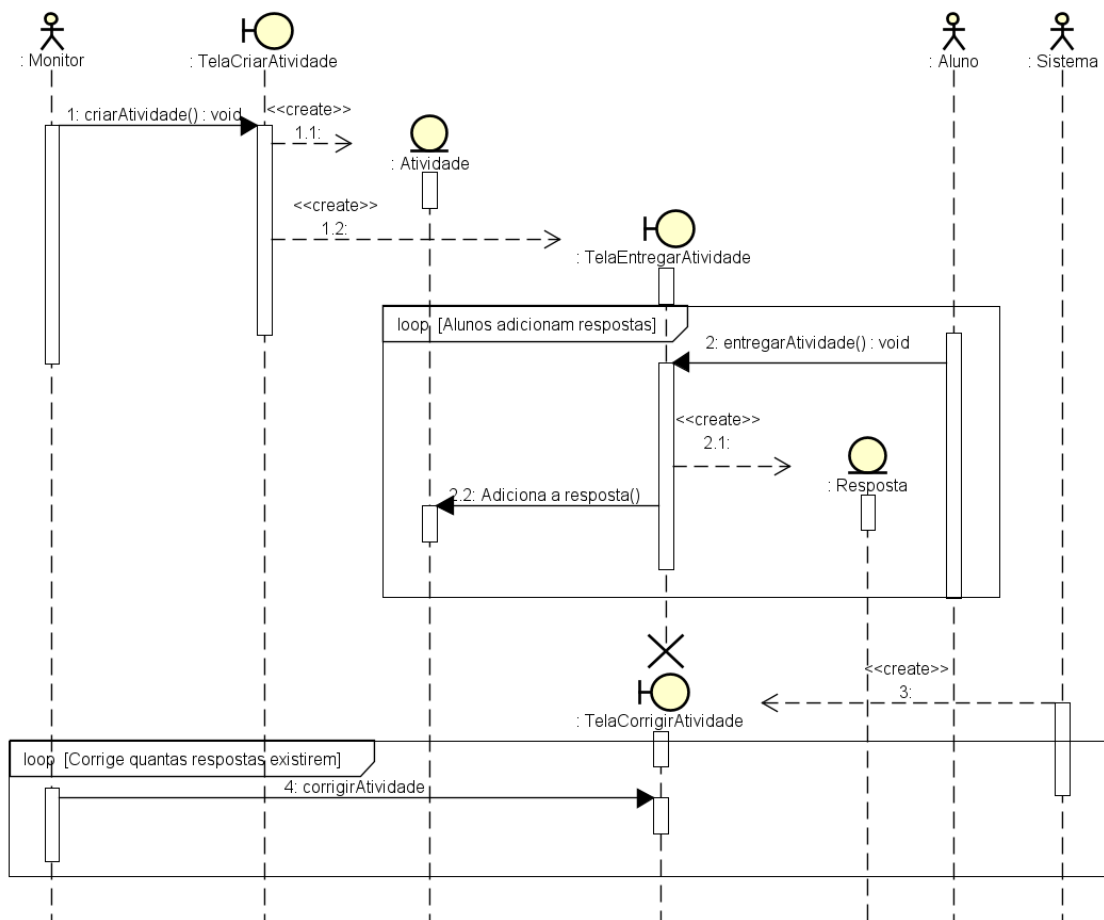 : Monitor
: TelaCriarAtividade
: Aluno
: Sistema
1: criarAtividade() : void
<<create>>
1.1:
: Atividade
<<create>>
1.2:
: TelaEntregarAtividade
loop [Alunos adicionam respostas]
2: entregarAtividade() : void
<<create>>
2.1:
: Resposta
2.2: Adiciona a resposta()
<<create>>
3:
: TelaCorrigirAtividade
loop [Corrige quantas respostas existirem]
4: corrigirAtividade